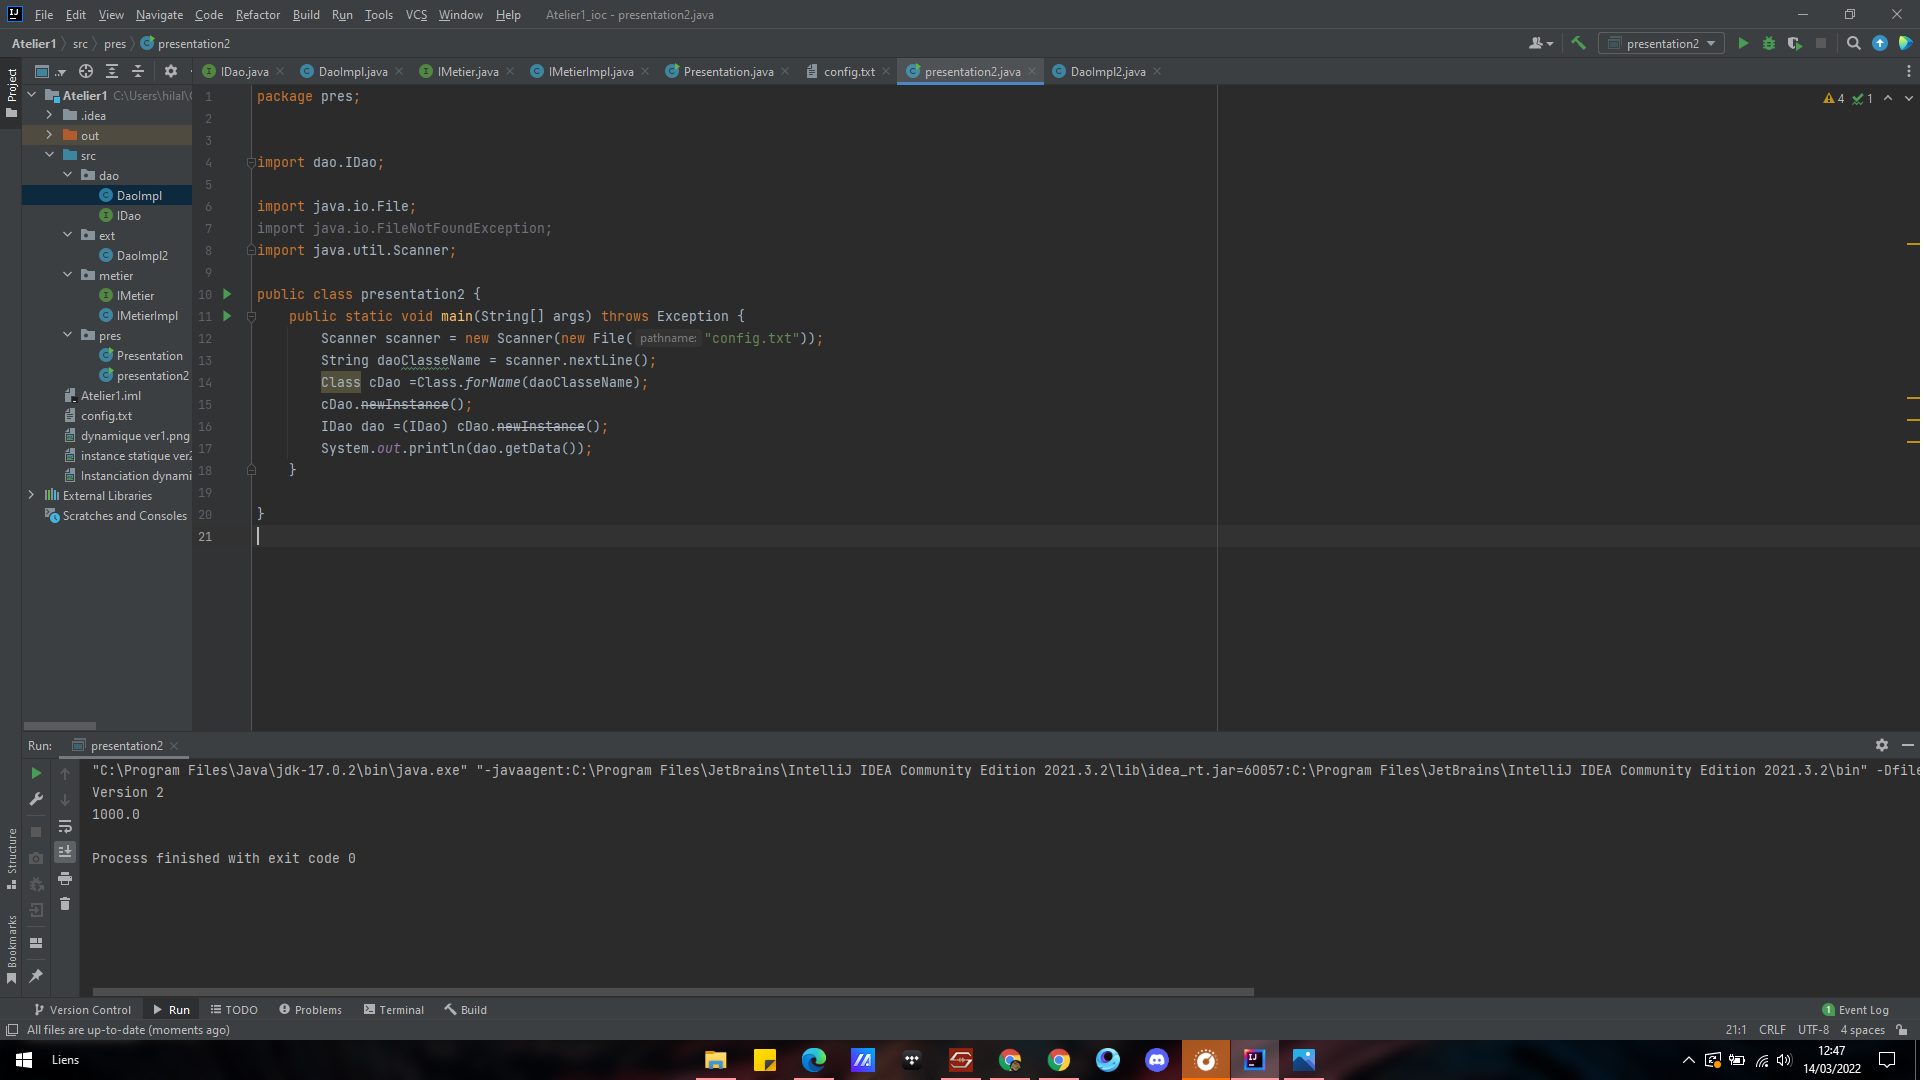 File Edit View Navigate Code Refactor Build Run Tools VCS Window Help Atelier1_ioc - presentation2.java
Atelier1 src pres presentation2
presentation2
Project
IDao.java DaoImpl.java IMetier.java IMetierImpl.java Presentation.java config.txt presentation2.java DaoImpl2.java
Atelier1 C:\Users\hilal\
.idea
out
src
dao
DaoImpl
IDao
ext
DaoImpl2
metier
IMetier
IMetierImpl
pres
Presentation
presentation2
Atelier1.iml
config.txt
dynamique ver1.png
instance statique ver2
Instanciation dynami
External Libraries
Scratches and Consoles
4 1
1 package pres;
2
3
4 import dao.IDao;
5
6 import java.io.File;
7 import java.io.FileNotFoundException;
8 import java.util.Scanner;
9
10 public class presentation2 {
11 public static void main(String[] args) throws Exception {
12 Scanner scanner = new Scanner(new File( pathname: "config.txt"));
13 String daoClasseName = scanner.nextLine();
14 Class cDao =Class.forName(daoClasseName);
15 cDao.newInstance();
16 IDao dao =(IDao) cDao.newInstance();
17 System.out.println(dao.getData());
18 }
19
20 }
21
Run: presentation2
"C:\Program Files\Java\jdk-17.0.2\bin\java.exe" "-javaagent:C:\Program Files\JetBrains\IntelliJ IDEA Community Edition 2021.3.2\lib\idea_rt.jar=60057:C:\Program Files\JetBrains\IntelliJ IDEA Community Edition 2021.3.2\bin" -Dfile
Version 2
1000.0
Process finished with exit code 0
Structure
Bookmarks
Version Control Run TODO Problems Terminal Build 1 Event Log
All files are up-to-date (moments ago) 21:1 CRLF UTF-8 4 spaces
Liens
12:47
14/03/2022